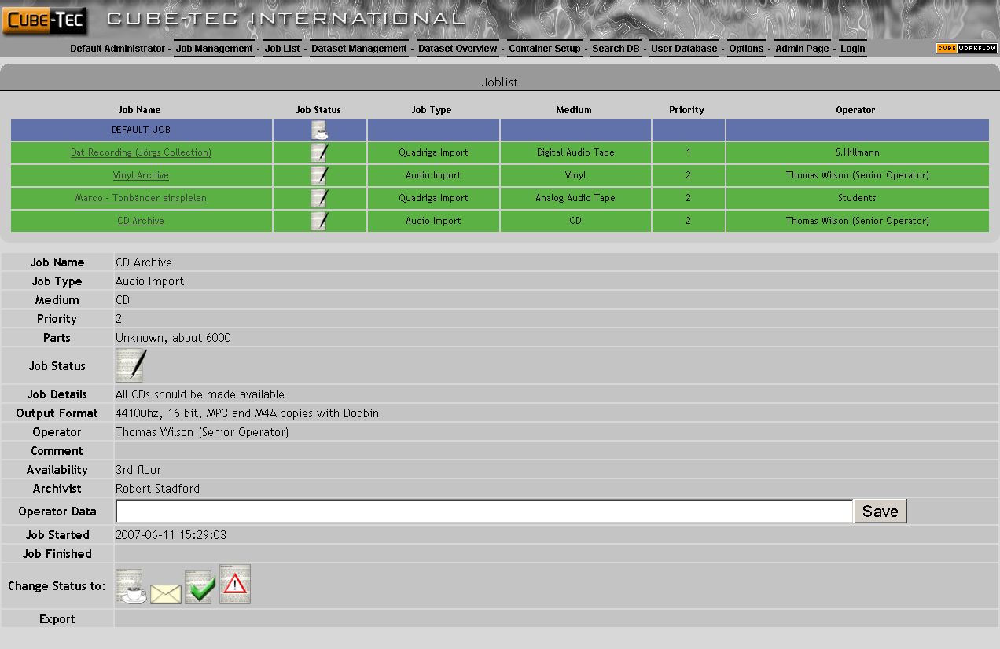 CUBE-TEC CUBE-TEC INTERNATIONAL
Default Administrator - Job Management - Job List - Dataset Management - Dataset Overview - Container Setup - Search DB - User Database - Options - Admin Page - Login CUBE WORKFLOW
Joblist
Job Name Job Status Job Type Medium Priority Operator
DEFAULT_JOB
Dat Recording (Jörgs Collection) Quadriga Import Digital Audio Tape 1 S.Hillmann
Vinyl Archive Audio Import Vinyl 2 Thomas Wilson (Senior Operator)
Marco - Tonbänder einspielen Quadriga Import Analog Audio Tape 2 Students
CD Archive Audio Import CD 2 Thomas Wilson (Senior Operator)
Job Name CD Archive
Job Type Audio Import
Medium CD
Priority 2
Parts Unknown, about 6000
Job Status
Job Details All CDs should be made available
Output Format 44100hz, 16 bit, MP3 and M4A copies with Dobbin
Operator Thomas Wilson (Senior Operator)
Comment
Availability 3rd floor
Archivist Robert Stadford
Operator Data Save
Job Started 2007-06-11 15:29:03
Job Finished
Change Status to:
Export